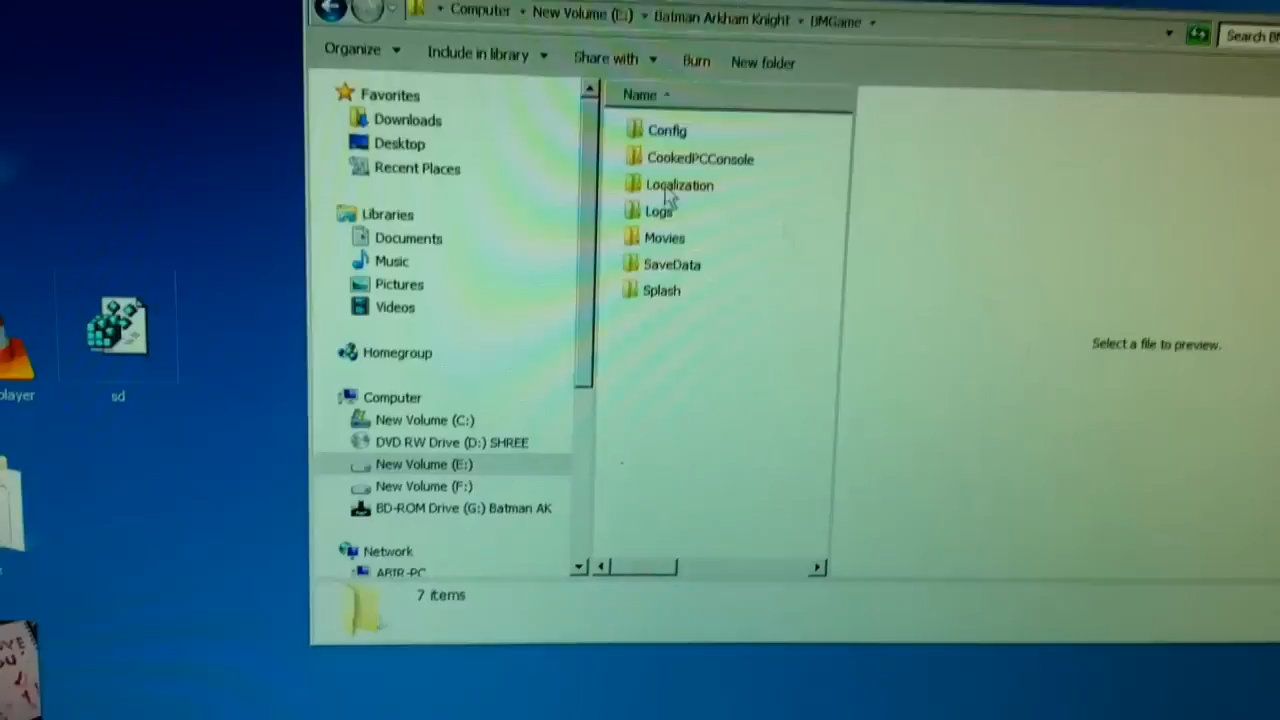 Computer New Volume (E:) Batman Arkham Knight BMGame
Search BM
Organize Include in library Share with Burn New folder
Favorites
Downloads
Desktop
Recent Places
Libraries
Documents
Music
Pictures
Videos
Homegroup
Computer
New Volume (C:)
DVD RW Drive (D:) SHREE
New Volume (E:)
New Volume (F:)
BD-ROM Drive (G:) Batman AK
Network
Name
Config
CookedPCConsole
Localization
Logs
Movies
SaveData
Splash
Select a file to preview.
7 items
player
sd